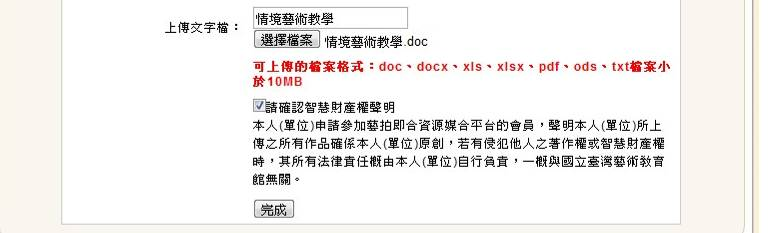 情境藝術教學
上傳文字檔：
選擇檔案 情境藝術教學.doc
可上傳的檔案格式：doc、docx、xls、xlsx、pdf、ods、txt檔案小
於10MB
請確認智慧財產權聲明
本人(單位)申請參加藝拍即合資源媒合平台的會員，聲明本人(單位)所上
傳之所有作品確係本人(單位)原創，若有侵犯他人之著作權或智慧財產權
時，其所有法律責任概由本人(單位)自行負責，一概與國立臺灣藝術教育
館無關。
完成